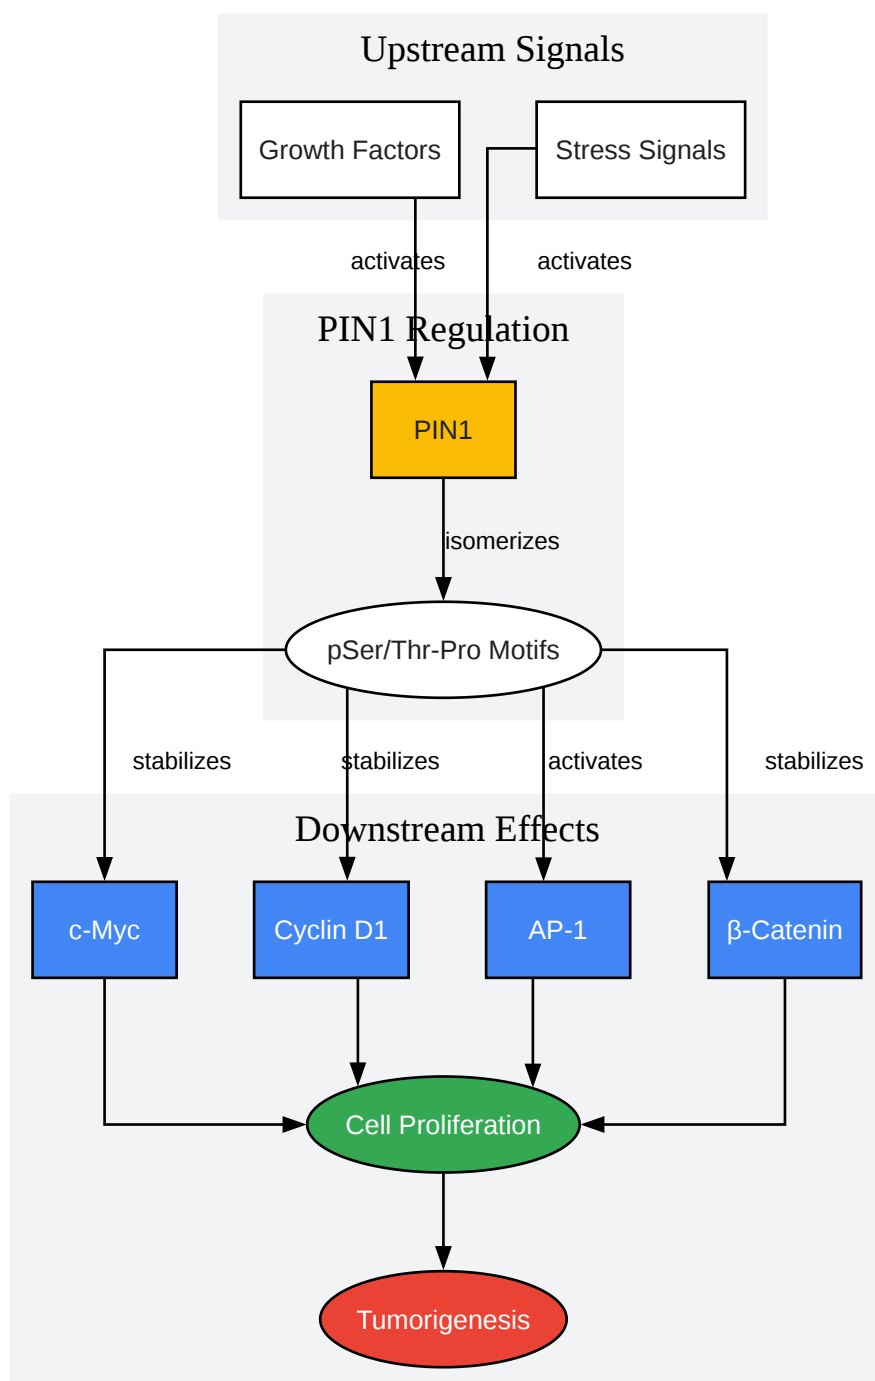 Upstream Signals
Growth Factors
Stress Signals
activates
activates
PIN1 Regulation
PIN1
isomerizes
pSer/Thr-Pro Motifs
stabilizes
stabilizes
activates
stabilizes
Downstream Effects
c-Myc
Cyclin D1
AP-1
β-Catenin
Cell Proliferation
Tumorigenesis